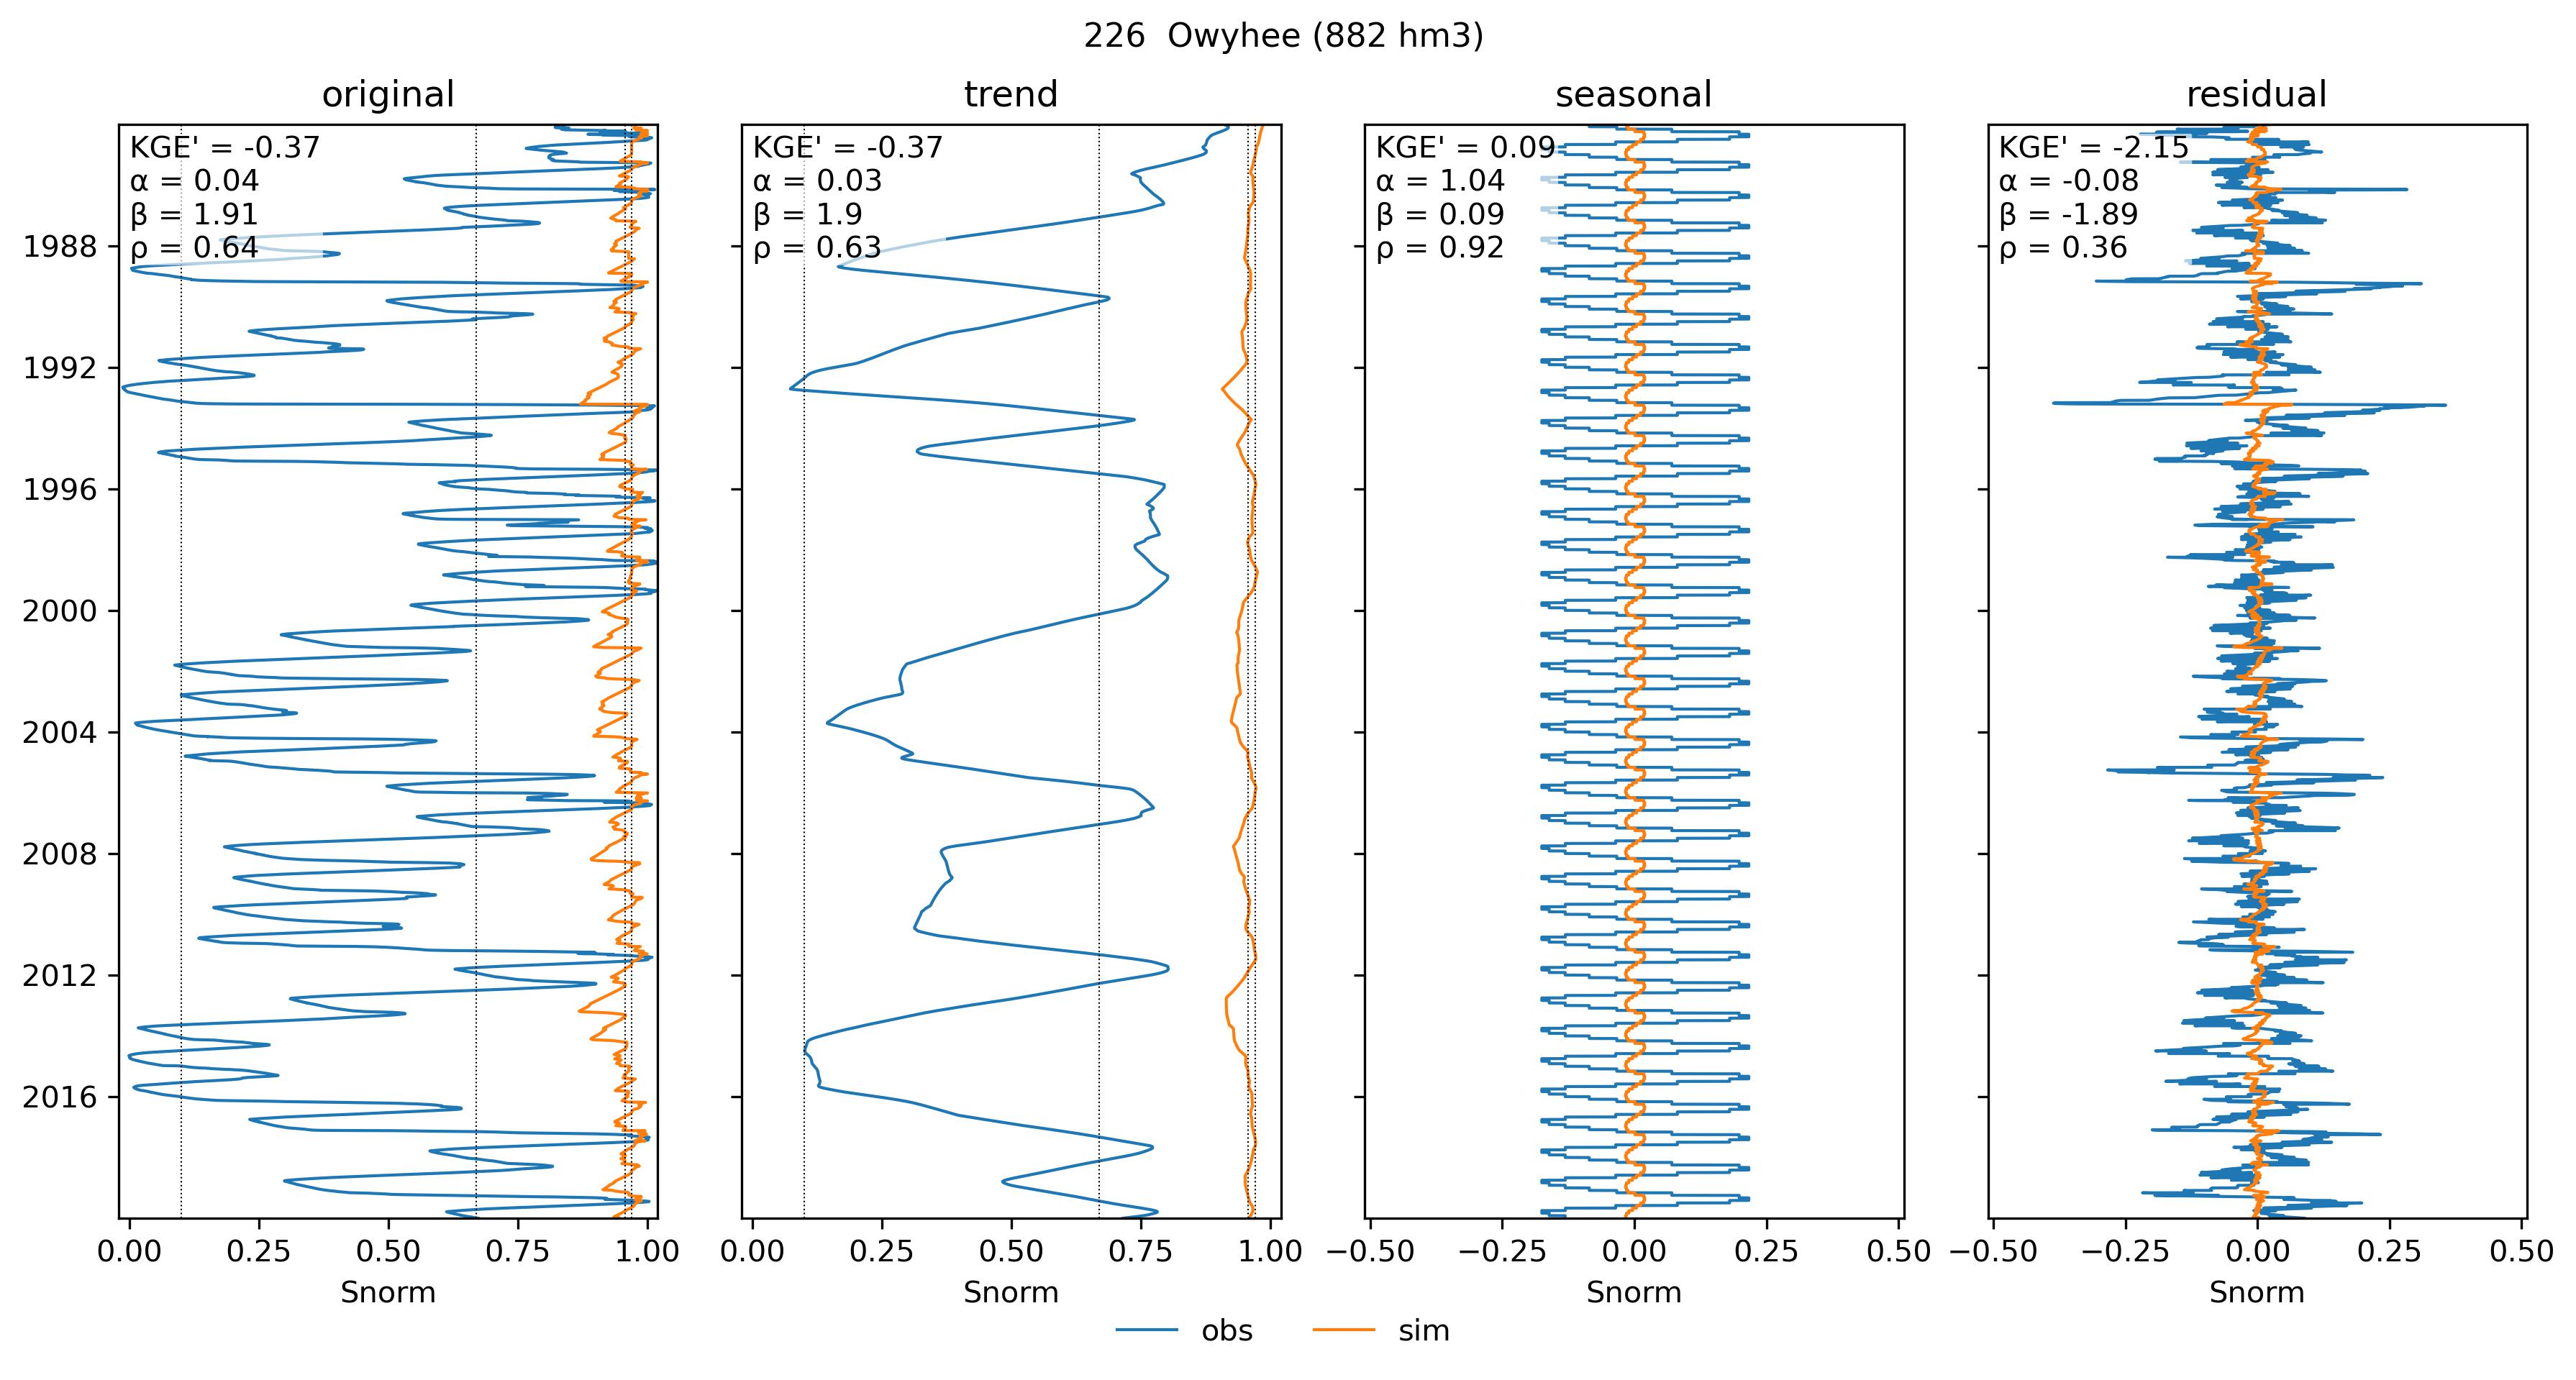 226  Owyhee (882 hm3)
original
trend
seasonal
residual
KGE' = -0.37
α = 0.04
β = 1.91
ρ = 0.64
KGE' = -0.37
α = 0.03
β = 1.9
ρ = 0.63
KGE' = 0.09
α = 1.04
β = 0.09
ρ = 0.92
KGE' = -2.15
α = -0.08
β = -1.89
ρ = 0.36
1988
1992
1996
2000
2004
2008
2012
2016
0.00 0.25 0.50 0.75 1.00
0.00 0.25 0.50 0.75 1.00
−0.50 −0.25 0.00 0.25 0.50
−0.50 −0.25 0.00 0.25 0.50
Snorm
Snorm
Snorm
Snorm
obs
sim